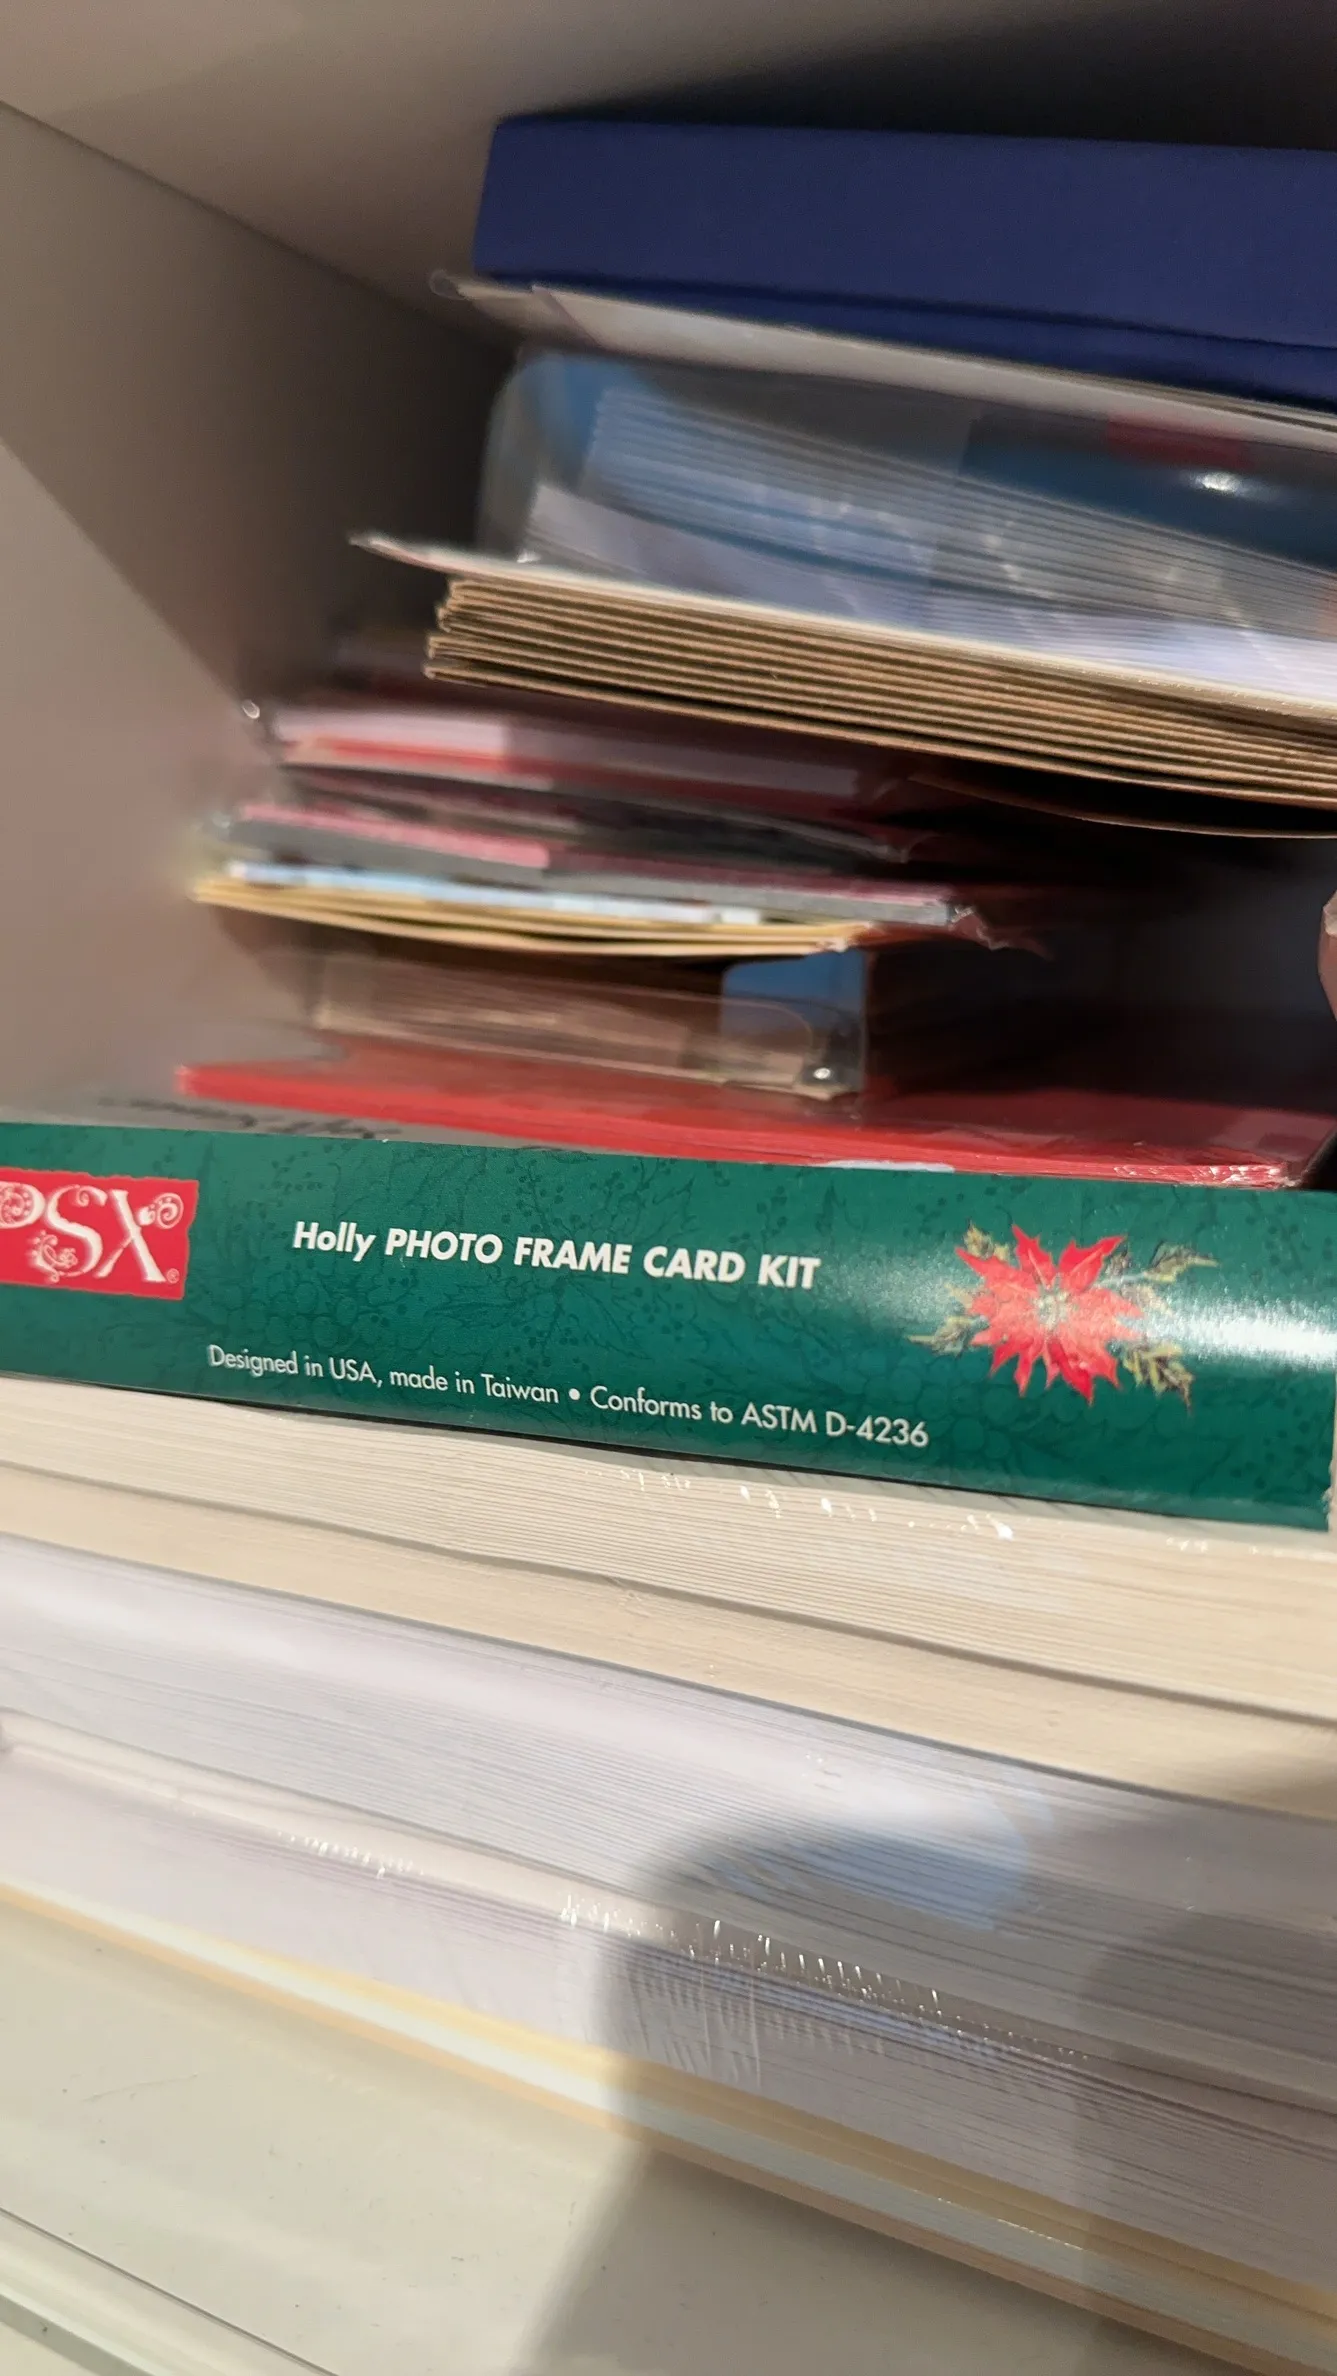 PSX®
Holly PHOTO FRAME CARD KIT
Designed in USA, made in Taiwan • Conforms to ASTM D-4236